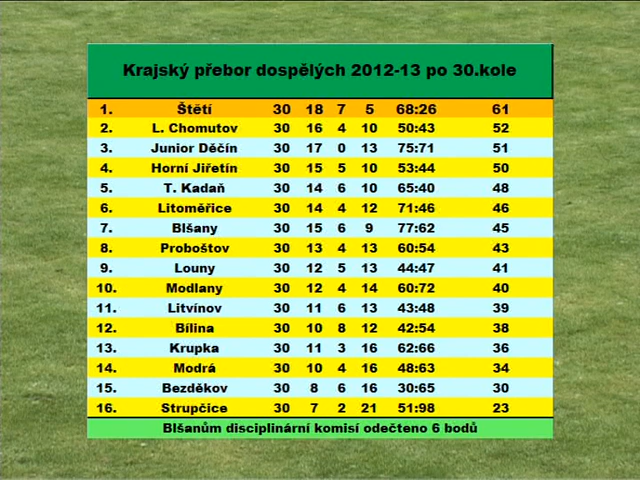 Krajský přebor dospělých 2012-13 po 30.kole
1. Štětí 30 18 7 5 68:26 61
2. L. Chomutov 30 16 4 10 50:43 52
3. Junior Děčín 30 17 0 13 75:71 51
4. Horní Jiřetín 30 15 5 10 53:44 50
5. T. Kadaň 30 14 6 10 65:40 48
6. Litoměřice 30 14 4 12 71:46 46
7. Blšany 30 15 6 9 77:62 45
8. Proboštov 30 13 4 13 60:54 43
9. Louny 30 12 5 13 44:47 41
10. Modlany 30 12 4 14 60:72 40
11. Litvínov 30 11 6 13 43:48 39
12. Bílina 30 10 8 12 42:54 38
13. Krupka 30 11 3 16 62:66 36
14. Modrá 30 10 4 16 48:63 34
15. Bezděkov 30 8 6 16 30:65 30
16. Strupčice 30 7 2 21 51:98 23
Blšanům disciplinární komisí odečteno 6 bodů